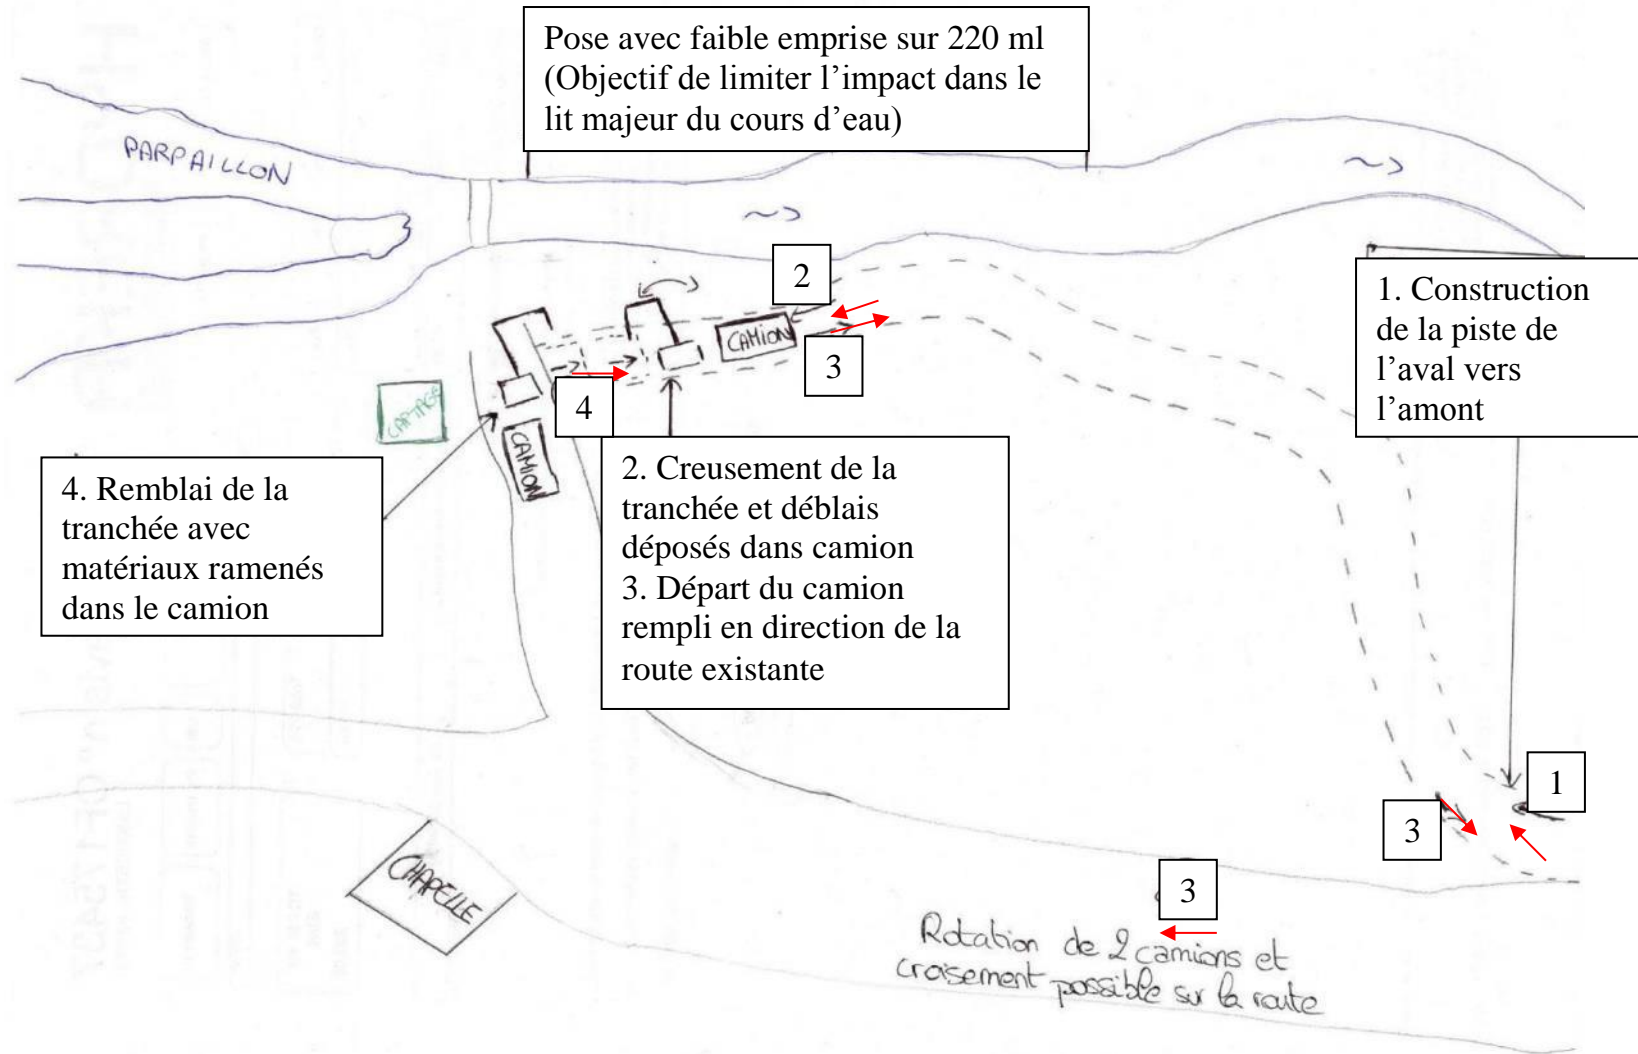 Pose avec faible emprise sur 220 ml
(Objectif de limiter l’impact dans le
lit majeur du cours d’eau)
PARPAILLON
2
3
1. Construction
de la piste de
l’aval vers
l’amont
CAMION
CAPTAGE
4
CAMION
4. Remblai de la
tranchée avec
matériaux ramenés
dans le camion
2. Creusement de la
tranchée et déblais
déposés dans camion
3. Départ du camion
rempli en direction de la
route existante
1
3
CHAPELLE
3
Rotation de 2 camions et
croisement possible sur la route